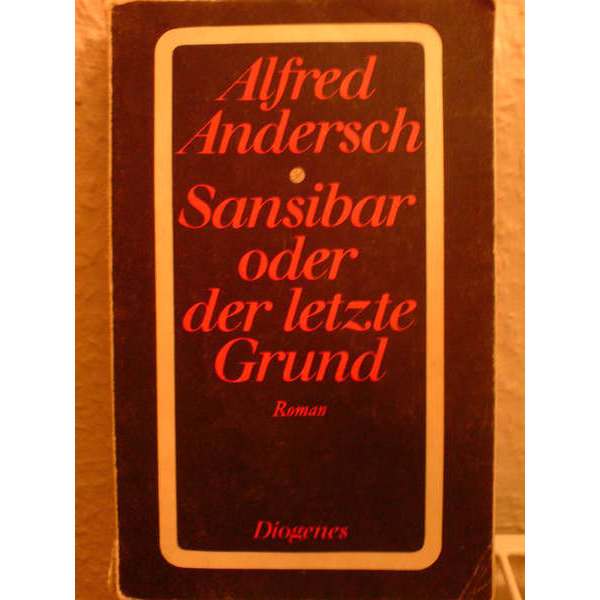 Alfred
Andersch
Sansibar
oder
der letzte
Grund
Roman
Diogenes